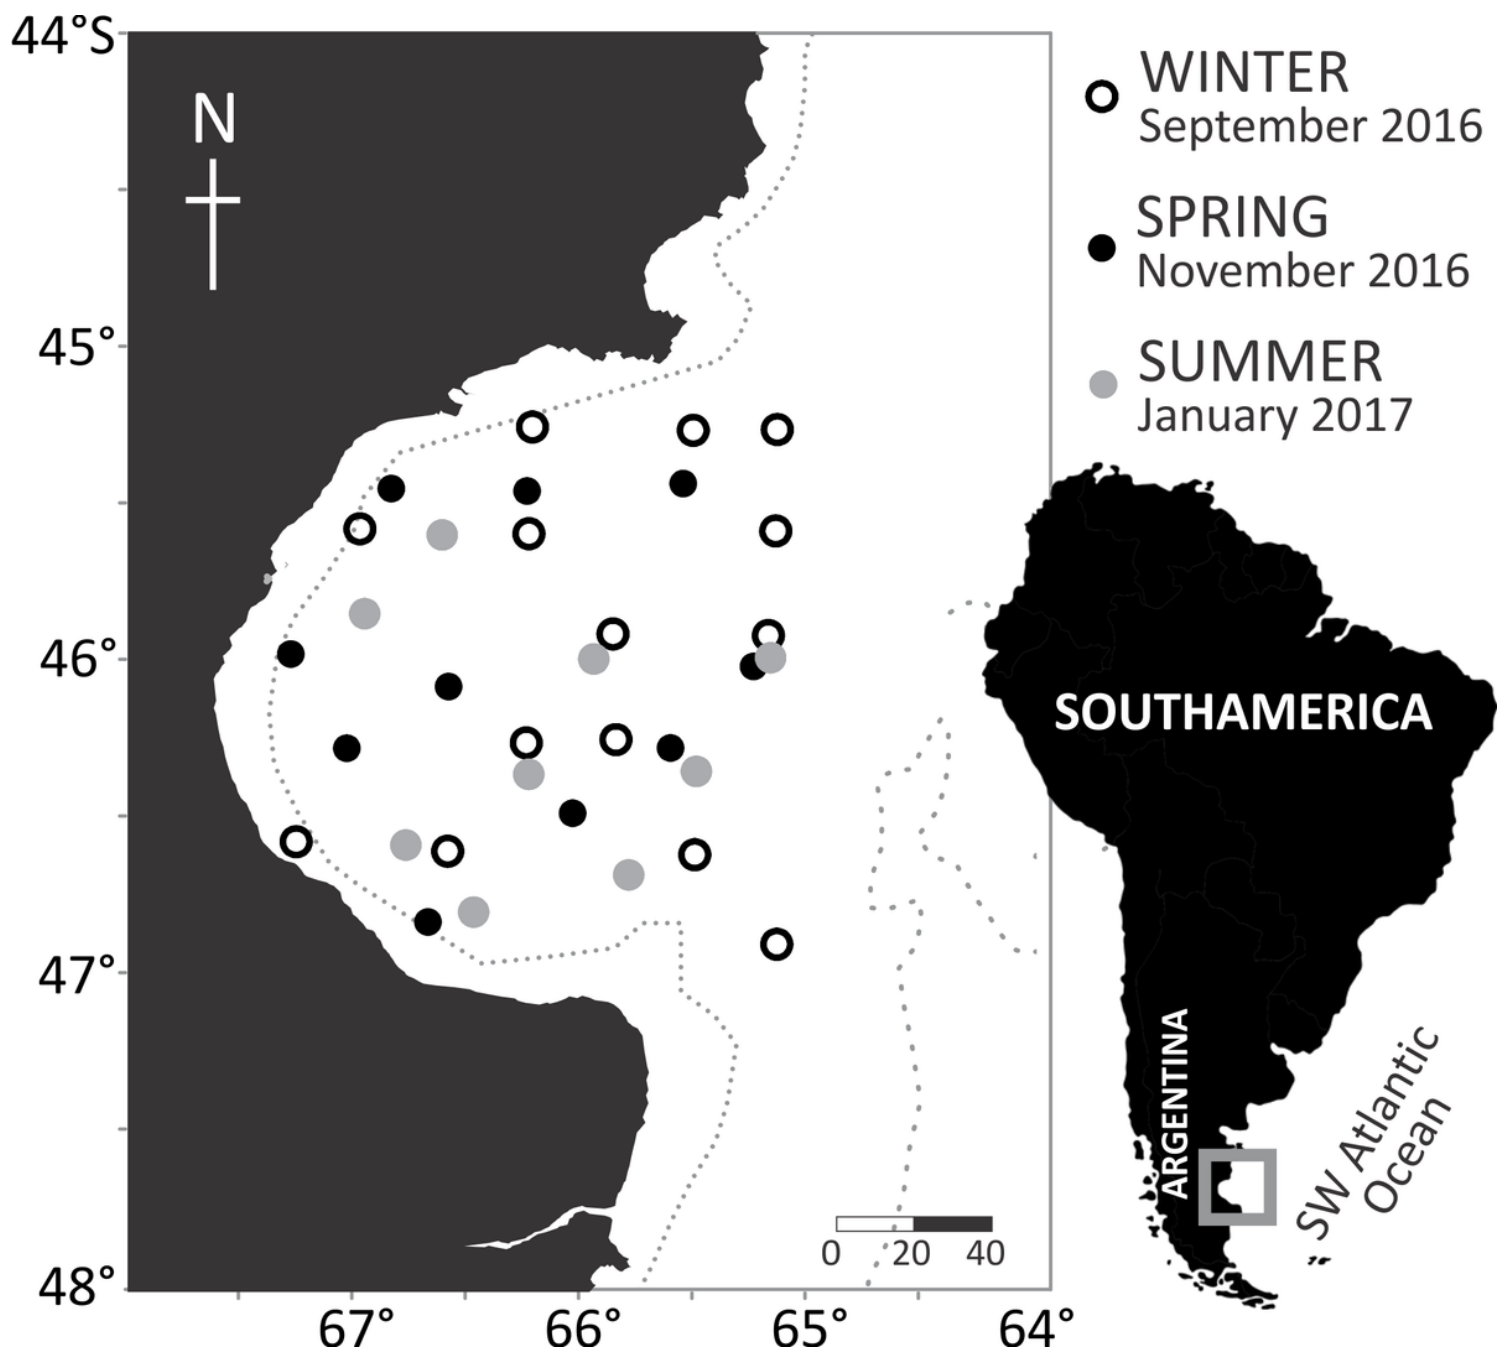 44°S
N
45°
46°
47°
48°
67°
66°
65°
64°
0 20 40
WINTER
September 2016
SPRING
November 2016
SUMMER
January 2017
SOUTHAMERICA
ARGENTINA
SW Atlantic
Ocean